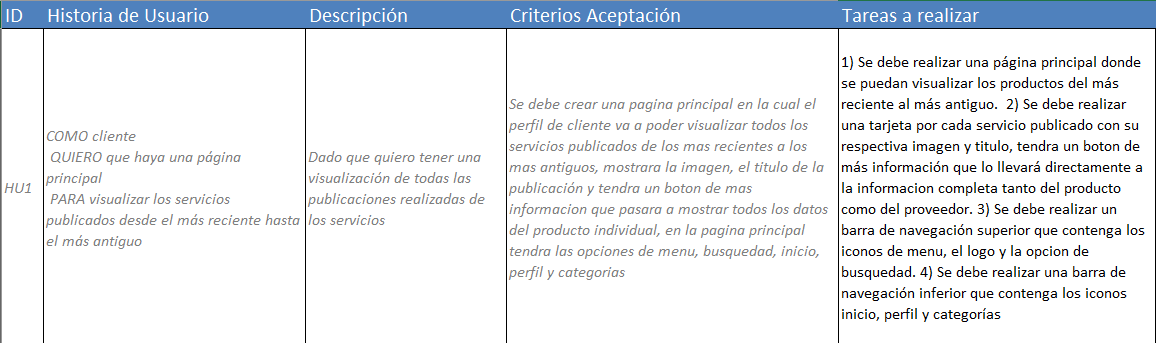 ID Historia de Usuario Descripción Criterios Aceptación Tareas a realizar
HU1
COMO cliente
QUIERO que haya una página
principal
PARA visualizar los servicios
publicados desde el más reciente hasta
el más antiguo
Dado que quiero tener una
visualización de todas las
publicaciones realizadas de
los servicios
Se debe crear una pagina principal en la cual el
perfil de cliente va a poder visualizar todos los
servicios publicados de los mas recientes a los
mas antiguos, mostrara la imagen, el titulo de la
publicación y tendra un boton de mas
informacion que pasara a mostrar todos los datos
del producto individual, en la pagina principal
tendra las opciones de menu, busquedad, inicio,
perfil y categorias
1) Se debe realizar una página principal donde
se puedan visualizar los productos del más
reciente al más antiguo. 2) Se debe realizar
una tarjeta por cada servicio publicado con su
respectiva imagen y titulo, tendra un boton de
más información que lo llevará directamente a
la informacion completa tanto del producto
como del proveedor. 3) Se debe realizar un
barra de navegación superior que contenga los
iconos de menu, el logo y la opcion de
busquedad. 4) Se debe realizar una barra de
navegación inferior que contenga los iconos
inicio, perfil y categorías